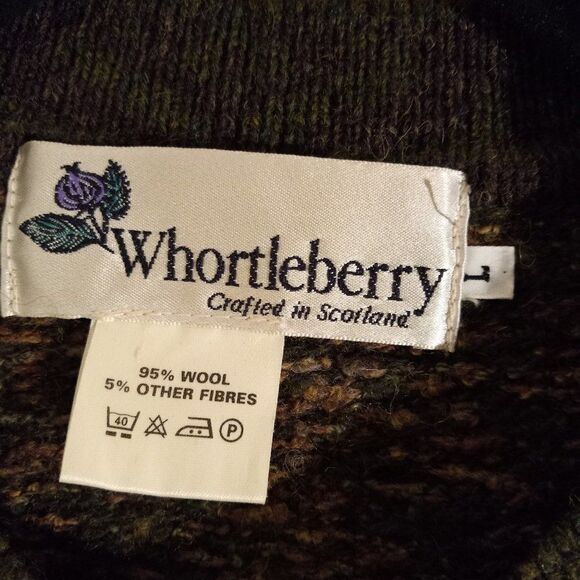 Whortleberry
Crafted in Scotland
L
95% WOOL
5% OTHER FIBRES
40 P